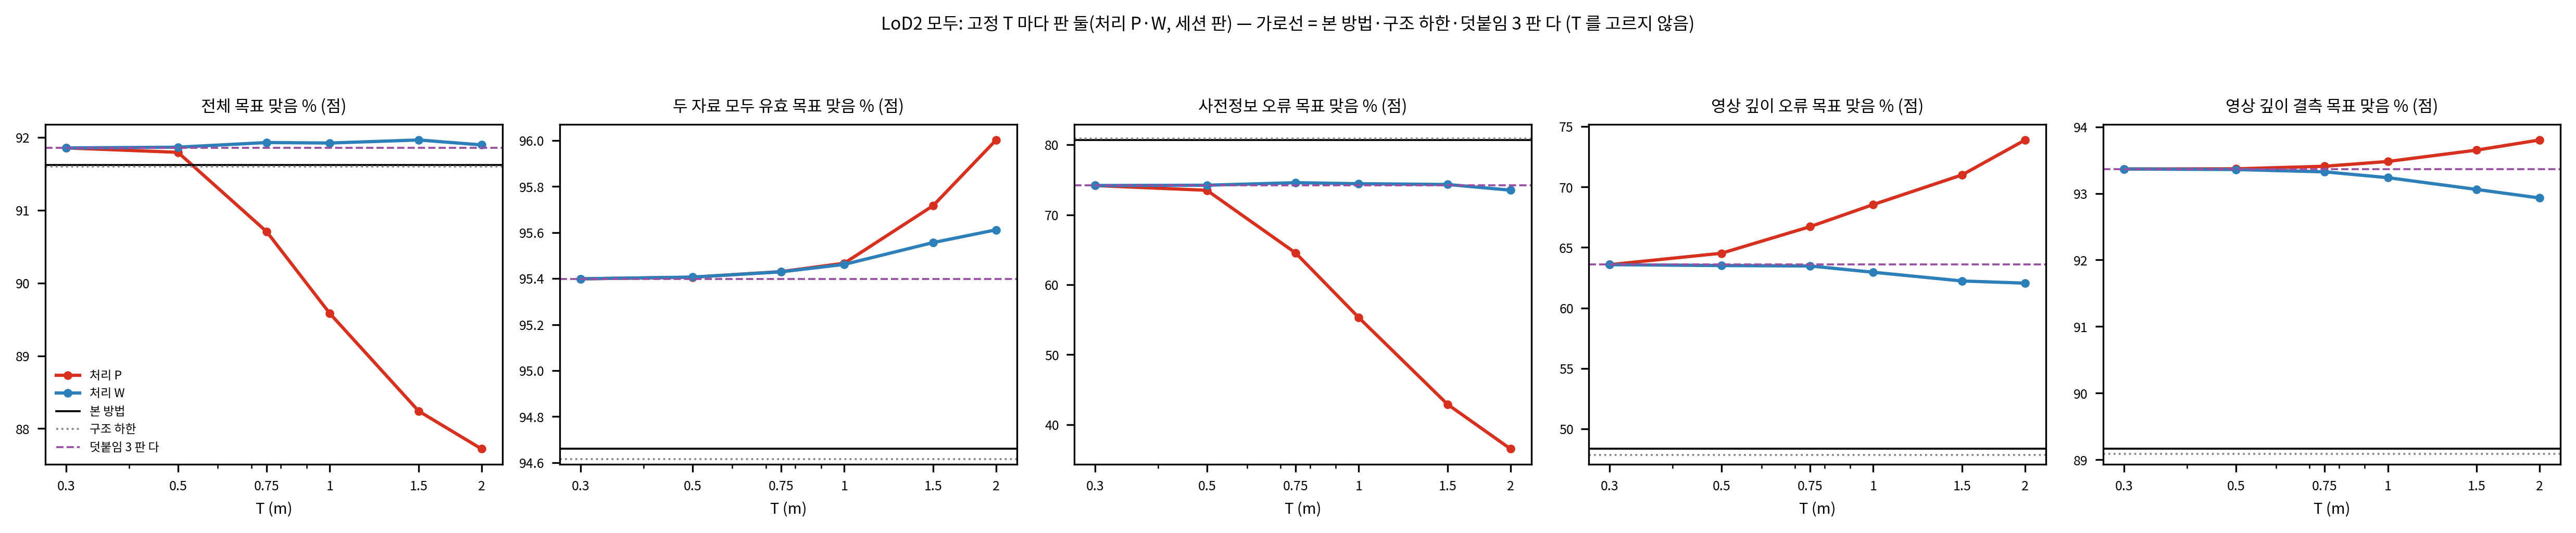 LoD2 모두: 고정 T 마다 판 둘(처리 P·W, 세션 판) — 가로선 = 본 방법·구조 하한·덧붙임 3 판 다 (T 를 고르지 않음)
전체 목표 맞음 % (점)
92
91
90
89
88
처리 P
처리 W
본 방법
구조 하한
덧붙임 3 판 다
0.3 0.5 0.75 1 1.5 2
T (m)
두 자료 모두 유효 목표 맞음 % (점)
96.0
95.8
95.6
95.4
95.2
95.0
94.8
94.6
0.3 0.5 0.75 1 1.5 2
T (m)
사전정보 오류 목표 맞음 % (점)
80
70
60
50
40
0.3 0.5 0.75 1 1.5 2
T (m)
영상 깊이 오류 목표 맞음 % (점)
75
70
65
60
55
50
0.3 0.5 0.75 1 1.5 2
T (m)
영상 깊이 결측 목표 맞음 % (점)
94
93
92
91
90
89
0.3 0.5 0.75 1 1.5 2
T (m)